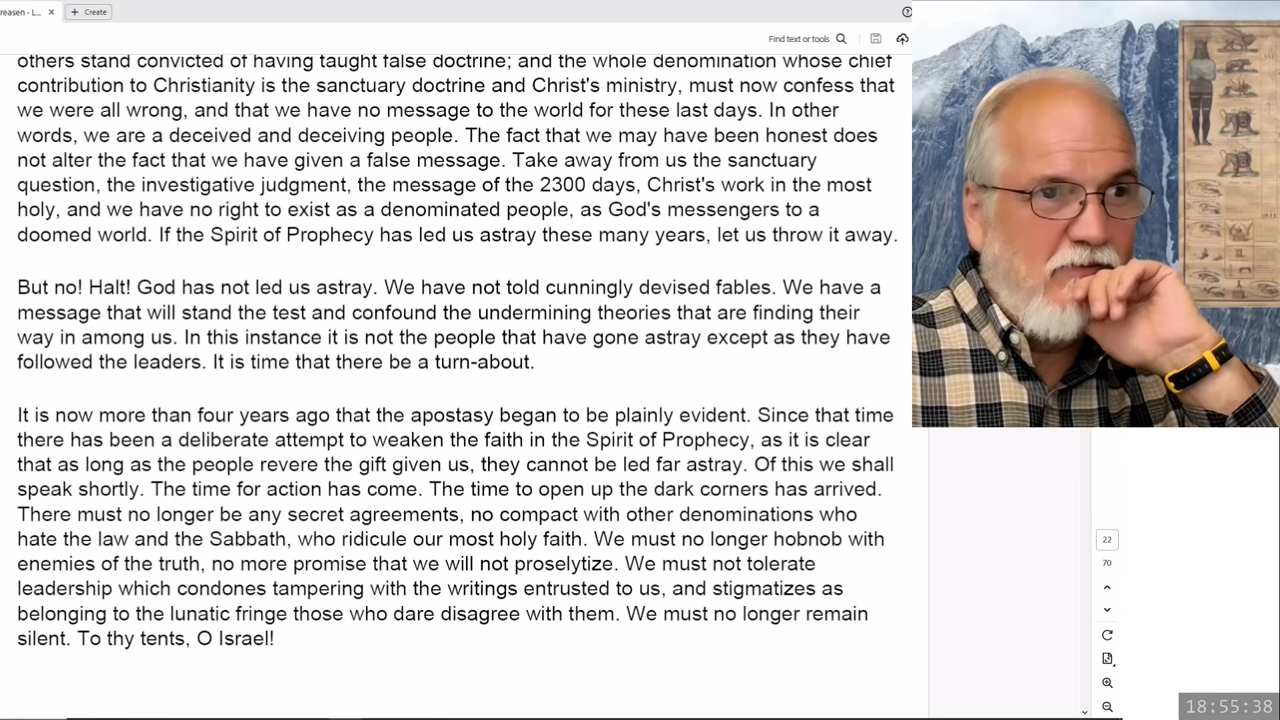 reasen - L...
Create
Find text or tools
others stand convicted of having taught false doctrine; and the whole denomination whose chief
contribution to Christianity is the sanctuary doctrine and Christ's ministry, must now confess that
we were all wrong, and that we have no message to the world for these last days. In other
words, we are a deceived and deceiving people. The fact that we may have been honest does
not alter the fact that we have given a false message. Take away from us the sanctuary
question, the investigative judgment, the message of the 2300 days, Christ's work in the most
holy, and we have no right to exist as a denominated people, as God's messengers to a
doomed world. If the Spirit of Prophecy has led us astray these many years, let us throw it away.
But no! Halt! God has not led us astray. We have not told cunningly devised fables. We have a
message that will stand the test and confound the undermining theories that are finding their
way in among us. In this instance it is not the people that have gone astray except as they have
followed the leaders. It is time that there be a turn-about.
It is now more than four years ago that the apostasy began to be plainly evident. Since that time
there has been a deliberate attempt to weaken the faith in the Spirit of Prophecy, as it is clear
that as long as the people revere the gift given us, they cannot be led far astray. Of this we shall
speak shortly. The time for action has come. The time to open up the dark corners has arrived.
There must no longer be any secret agreements, no compact with other denominations who
hate the law and the Sabbath, who ridicule our most holy faith. We must no longer hobnob with
enemies of the truth, no more promise that we will not proselytize. We must not tolerate
leadership which condones tampering with the writings entrusted to us, and stigmatizes as
belonging to the lunatic fringe those who dare disagree with them. We must no longer remain
silent. To thy tents, O Israel!
22
70
18:55:38